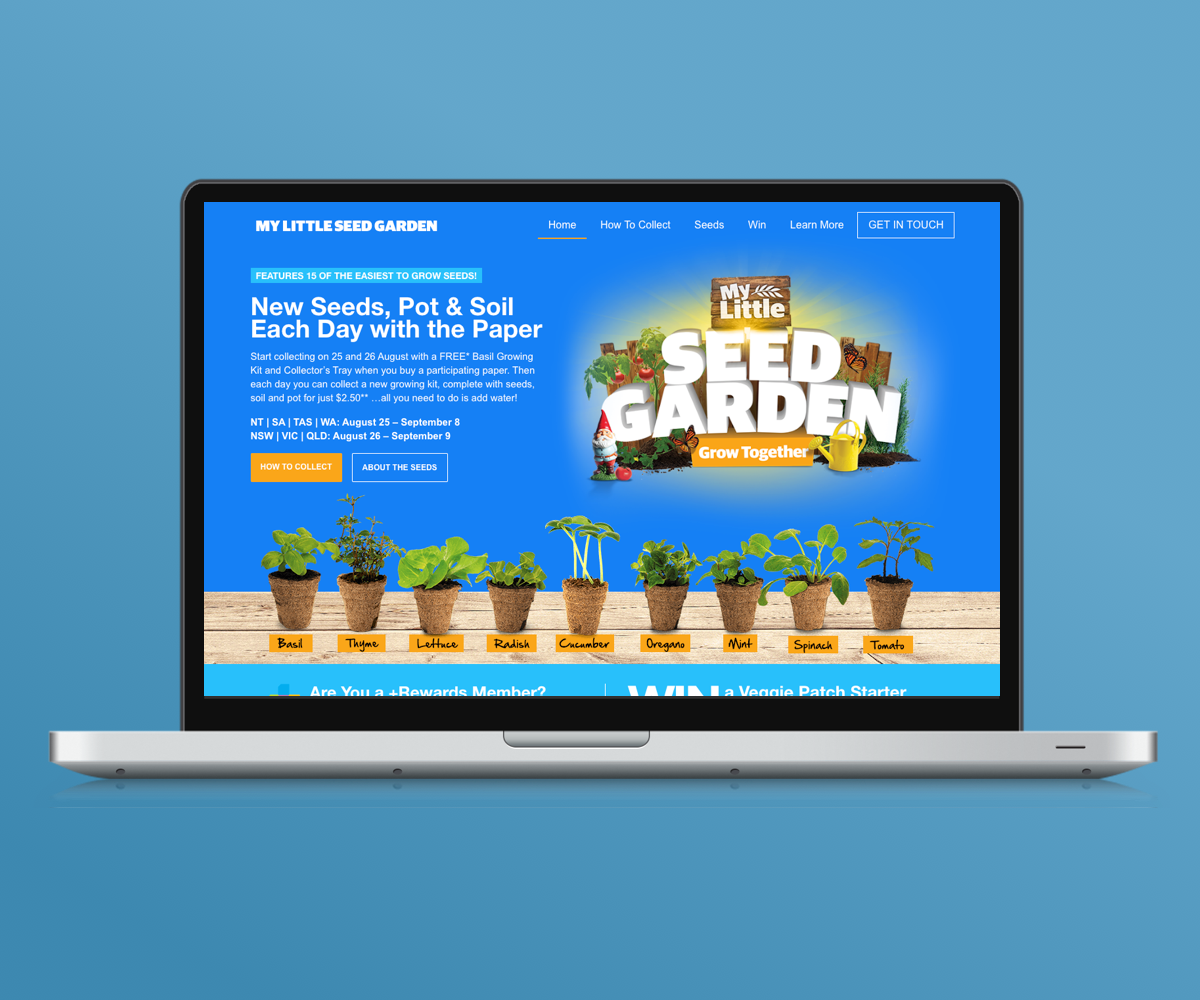 MY LITTLE SEED GARDEN
Home How To Collect Seeds Win Learn More GET IN TOUCH
FEATURES 15 OF THE EASIEST TO GROW SEEDS!
New Seeds, Pot & Soil
Each Day with the Paper
Start collecting on 25 and 26 August with a FREE* Basil Growing
Kit and Collector's Tray when you buy a participating paper. Then
each day you can collect a new growing kit, complete with seeds,
soil and pot for just $2.50** …all you need to do is add water!
NT | SA | TAS | WA: August 25 – September 8
NSW | VIC | QLD: August 26 – September 9
HOW TO COLLECT ABOUT THE SEEDS
My
Little
SEED
GARDEN
Grow Together
Basil Thyme Lettuce Radish Cucumber Oregano Mint Spinach Tomato
Are You a +Rewards Member?
WIN a Veggie Patch Starter